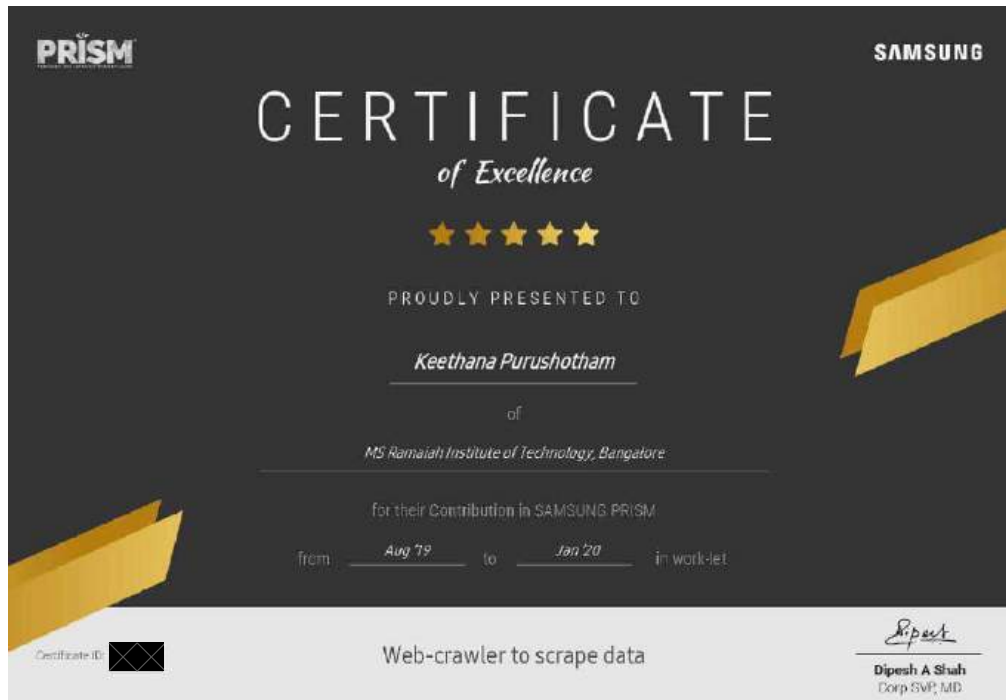 PRISM
SAMSUNG
CERTIFICATE
of Excellence
PROUDLY PRESENTED TO
Keethana Purushotham
of
MS Ramaiah Institute of Technology, Bangalore
for their Contribution in SAMSUNG PRISM
from Aug '19 to Jan '20 in work-let
Certificate ID:
Web-crawler to scrape data
Dipesh A Shah
Corp SVP, MD